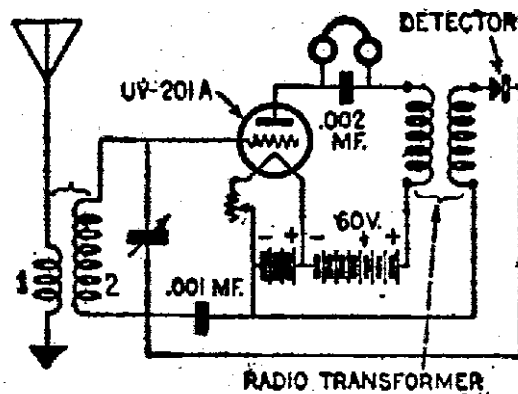 DETECTOR
UV-201A
.002
MF.
- + - 60V. + +
1 2
.001 MF.
RADIO TRANSFORMER